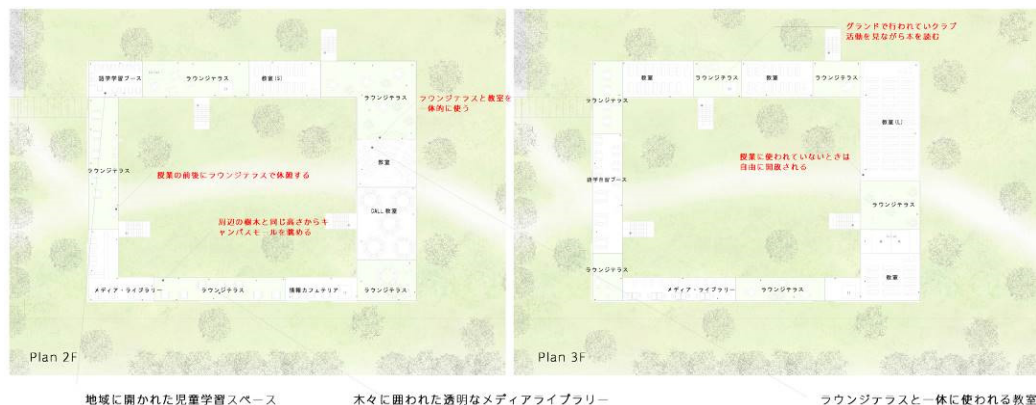 グランドで行われていクラブ
活動を見ながら本を読む
語学学習ブース
ラウンジテラス
教室(S)
教室
ラウンジテラス
教室
ラウンジテラス
ラウンジテラス
ラウンジテラスと教室を
一体的に使う
ラウンジテラス
教室(L)
教室
授業に使われていないときは
自由に開放される
ラウンジテラス
授業の前後にラウンジテラスで休憩する
語学自習ブース
周辺の樹木と同じ高さからキ
ャンパスモールを眺める
CALL教室
ラウンジテラス
ラウンジテラス
教室
メディア・ライブラリー
ラウンジテラス
情報カフェテリア
ラウンジテラス
メディア・ライブラリー
ラウンジテラス
Plan 2F
Plan 3F
地域に開かれた児童学習スペース
木々に囲われた透明なメディアライブラリー
ラウンジテラスと一体に使われる教室